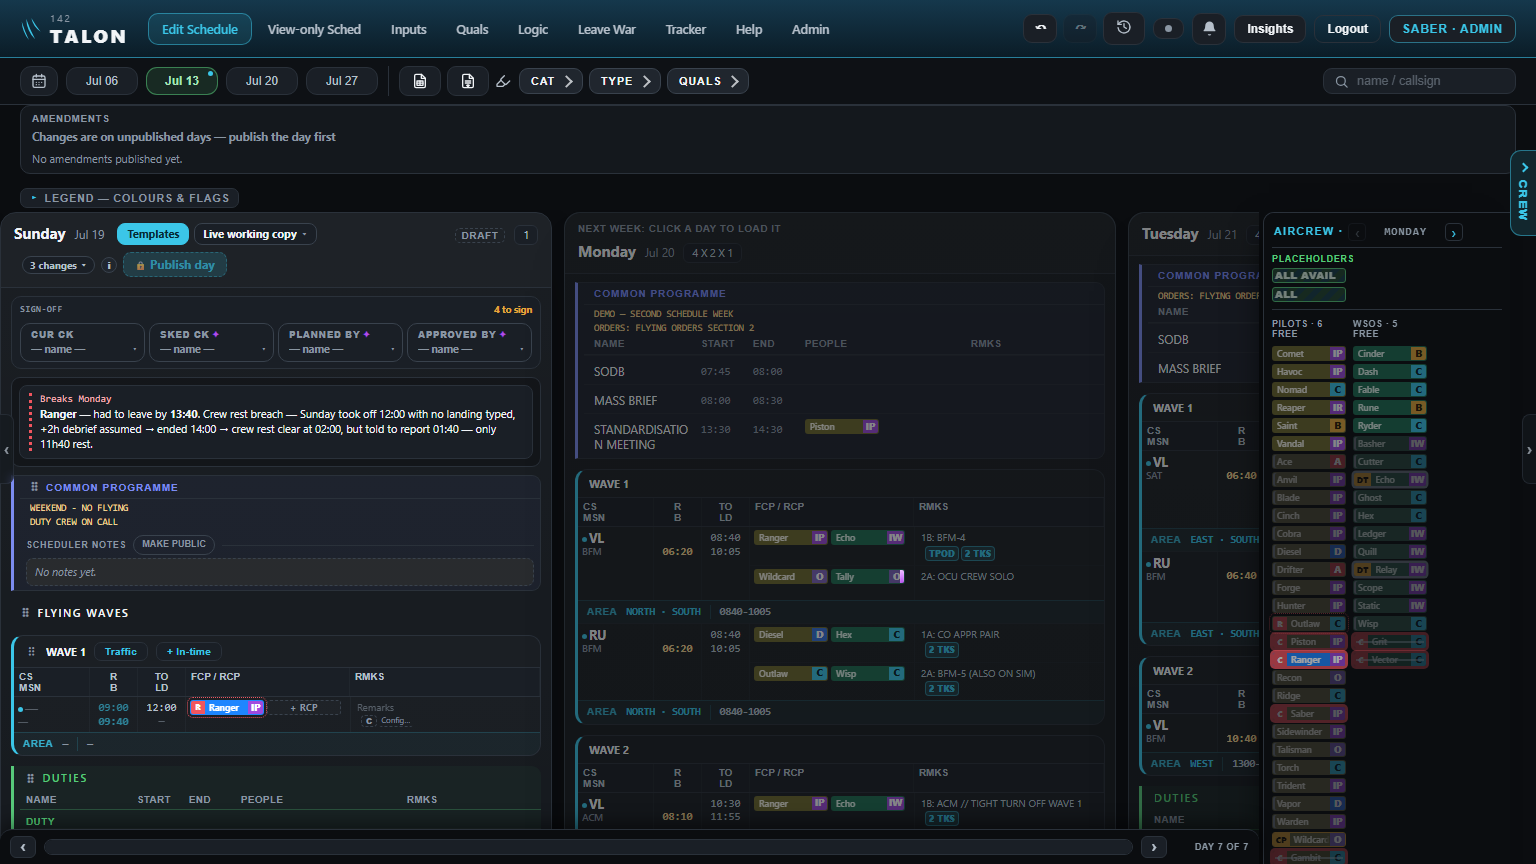 142
TALON
Edit Schedule
View-only Sched
Inputs
Quals
Logic
Leave War
Tracker
Help
Admin
Insights
Logout
SABER · ADMIN
Jul 06
Jul 13
Jul 20
Jul 27
CAT
TYPE
QUALS
name / callsign
AMENDMENTS
Changes are on unpublished days — publish the day first
No amendments published yet.
LEGEND — COLOURS & FLAGS
CREW
Sunday Jul 19 Templates Live working copy DRAFT 1
3 changes i Publish day
SIGN-OFF 4 to sign
CUR CK SKED CK PLANNED BY APPROVED BY
— name — — name — — name — — name —
Breaks Monday
Ranger — had to leave by 13:40. Crew rest breach — Sunday took off 12:00 with no landing typed,
+2h debrief assumed → ended 14:00 → crew rest clear at 02:00, but told to report 01:40 — only
11h40 rest.
COMMON PROGRAMME
WEEKEND - NO FLYING
DUTY CREW ON CALL
SCHEDULER NOTES MAKE PUBLIC
No notes yet.
FLYING WAVES
WAVE 1 Traffic + In-time
CS R TO FCP / RCP RMKS
MSN B LD
— 09:00 12:00 R Ranger IP + RCP Remarks
— 09:40 — C Config...
AREA — —
DUTIES
NAME START END PEOPLE RMKS
DUTY
NEXT WEEK: CLICK A DAY TO LOAD IT
Monday Jul 20 4 X 2 X 1
COMMON PROGRAMME
DEMO — SECOND SCHEDULE WEEK
ORDERS: FLYING ORDERS SECTION 2
NAME START END PEOPLE RMKS
SODB 07:45 08:00
MASS BRIEF 08:00 08:30
STANDARDISATIO 13:30 14:30 Piston IP
N MEETING
WAVE 1
CS R TO FCP / RCP RMKS
MSN B LD
VL 08:40 Ranger IP Echo IW 1B: BFM-4
BFM 06:20 10:05 TPOD 2 TKS
Wildcard O Tally O 2A: OCU CREW SOLO
AREA NORTH · SOUTH 0840-1005
RU 08:40 Diesel D Hex C 1A: CO APPR PAIR
BFM 06:20 10:05 2 TKS
Outlaw C Wisp C 2A: BFM-5 (ALSO ON SIM)
2 TKS
AREA NORTH · SOUTH 0840-1005
WAVE 2
CS R TO FCP / RCP RMKS
MSN B LD
VL 10:30 Ranger IP Echo IW 1B: ACM // TIGHT TURN OFF WAVE 1
ACM 08:10 11:55 2 TKS
Tuesday Jul 21 4
COMMON PROGRA
ORDERS: FLYING ORDER
NAME
SODB
MASS BRIEF
WAVE 1
CS R
MSN B
VL
SAT 06:40
AREA EAST · SOUTH
RU
BFM 06:40
AREA EAST · SOUTH
WAVE 2
CS R
MSN B
VL
BFM 10:40
AREA WEST 1300-
DUTIES
NAME
AIRCREW · MONDAY
PLACEHOLDERS
ALL AVAIL
ALL
PILOTS · 6 WSOS · 5
FREE FREE
Comet IP Cinder B
Havoc IP Dash C
Nomad C Fable C
Reaper IR Rune B
Saint B Ryder C
Vandal IP Basher IW
Ace A Cutter C
Anvil IP DT Echo IW
Blade IP Ghost C
Cinch IP Hex C
Cobra IP Ledger IW
Diesel D Quill IW
Drifter A DT Relay IW
Forge IP Scope IW
Hunter IP Static IW
R Outlaw C Wisp C
C Piston IP C Grit C
C Ranger IP C Vector C
Recon O
Ridge C
C Saber IP
Sidewinder IP
Talisman O
Torch C
Trident IP
Vapor D
Warden IP
CP Wildcard O
C Gambit C
DAY 7 OF 7